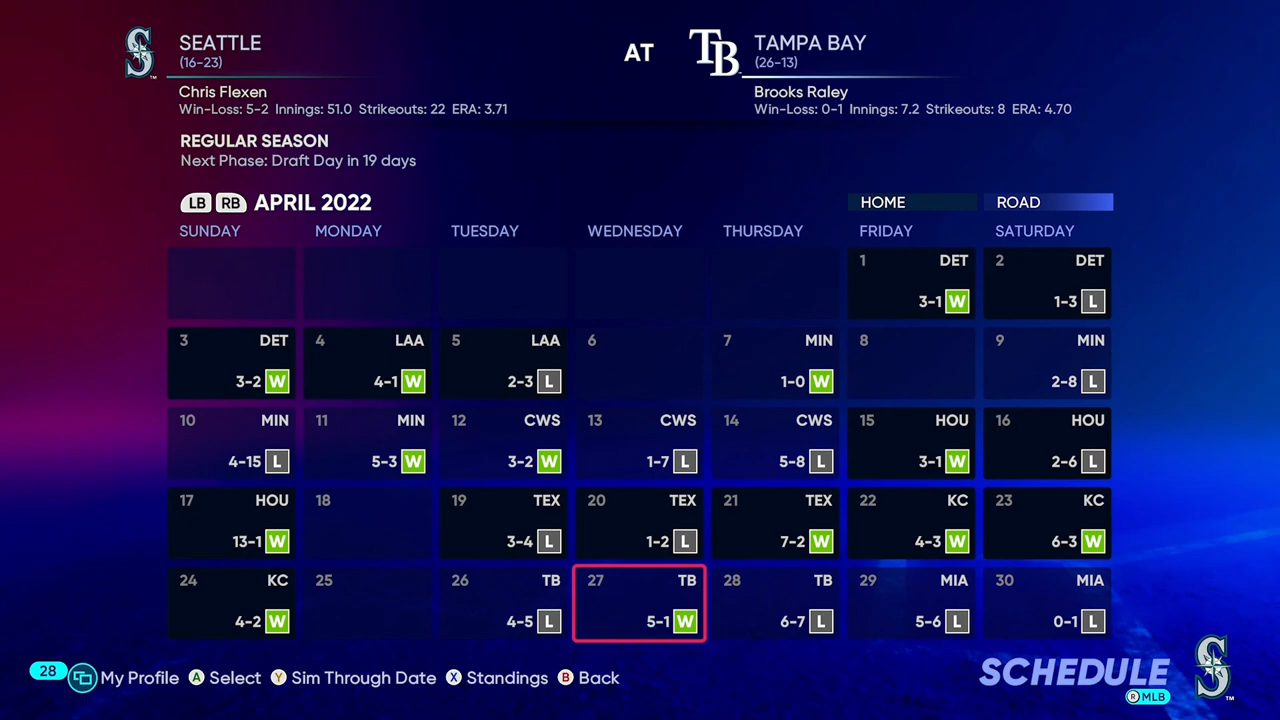 SEATTLE
(16-23)
AT
TB
TAMPA BAY
(26-13)
Chris Flexen
Win-Loss: 5-2 Innings: 51.0 Strikeouts: 22 ERA: 3.71
Brooks Raley
Win-Loss: 0-1 Innings: 7.2 Strikeouts: 8 ERA: 4.70
REGULAR SEASON
Next Phase: Draft Day in 19 days
LB RB APRIL 2022
HOME ROAD
SUNDAY MONDAY TUESDAY WEDNESDAY THURSDAY FRIDAY SATURDAY
1 DET 2 DET
3-1 W 1-3 L
3 DET 4 LAA 5 LAA 6 7 MIN 8 9 MIN
3-2 W 4-1 W 2-3 L 1-0 W 2-8 L
10 MIN 11 MIN 12 CWS 13 CWS 14 CWS 15 HOU 16 HOU
4-15 L 5-3 W 3-2 W 1-7 L 5-8 L 3-1 W 2-6 L
17 HOU 18 19 TEX 20 TEX 21 TEX 22 KC 23 KC
13-1 W 3-4 L 1-2 L 7-2 W 4-3 W 6-3 W
24 KC 25 26 TB 27 TB 28 TB 29 MIA 30 MIA
4-2 W 4-5 L 5-1 W 6-7 L 5-6 L 0-1 L
28 My Profile A Select Y Sim Through Date X Standings B Back
SCHEDULE
R MLB
S